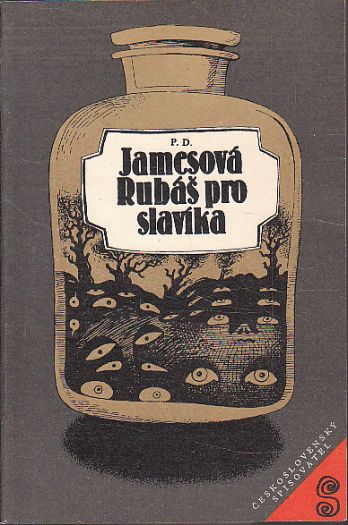 P. D.
Jamesová
Rubáš pro
slavíka
ČESKOSLOVENSKÝ
SPISOVATEL
S